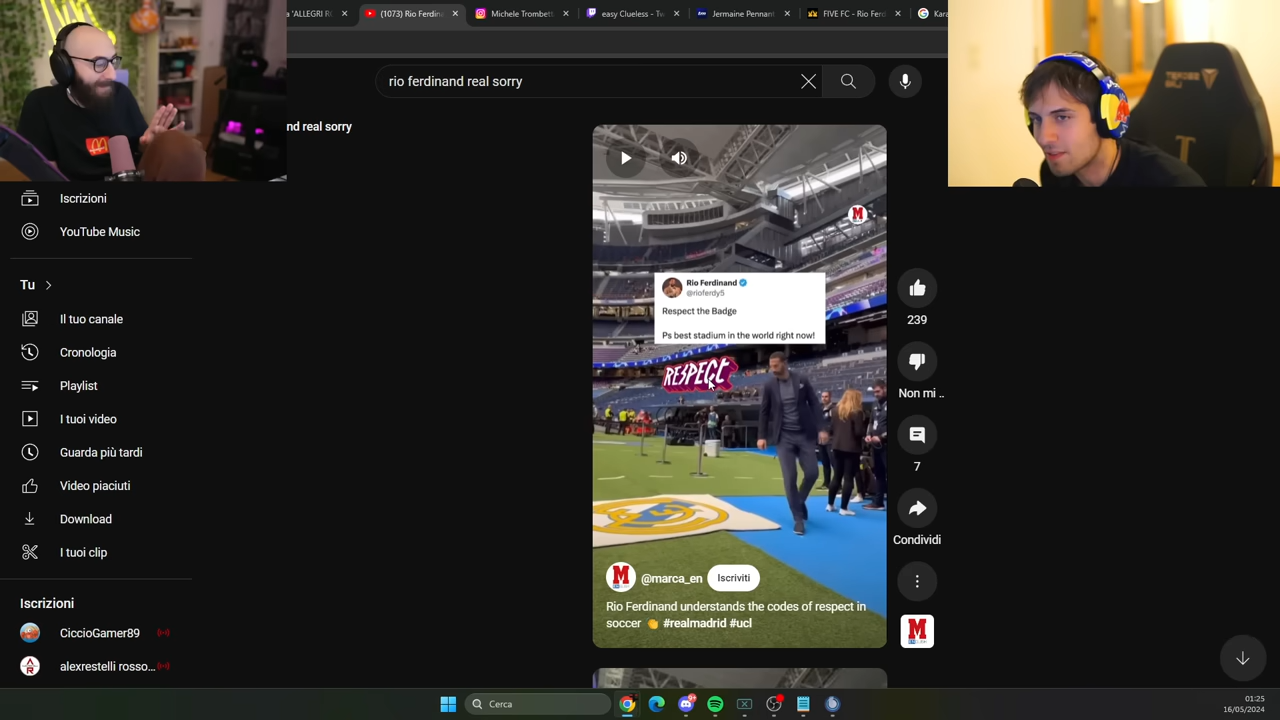 'ALLEGRI R
(1073) Rio Ferdin
Michele Trombett
easy Clueless - Tw
Jermaine Pennant
FIVE FC - Rio Ferd
Kara
rio ferdinand real sorry
nd real sorry
Iscrizioni
YouTube Music
Tu
Il tuo canale
Cronologia
Playlist
I tuoi video
Guarda più tardi
Video piaciuti
Download
I tuoi clip
Iscrizioni
CiccioGamer89
alexrestelli rosso...
Rio Ferdinand
@rioferdy5
Respect the Badge
Ps best stadium in the world right now!
RESPECT
@marca_en
Iscriviti
Rio Ferdinand understands the codes of respect in
soccer 👏 #realmadrid #ucl
239
Non mi ..
7
Condividi
Cerca
01:25
16/05/2024